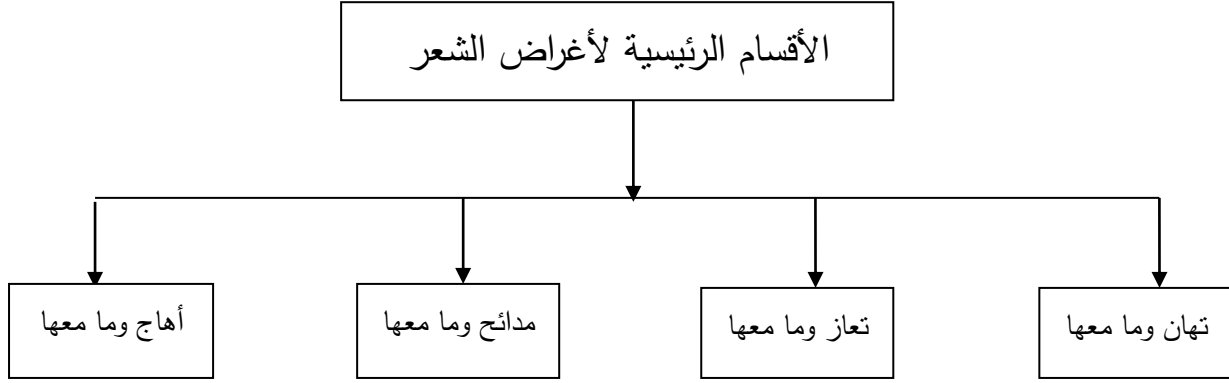 الأقسام الرئيسية لأغراض الشعر
تهان وما معها
تعاز وما معها
مدائح وما معها
أهاج وما معها